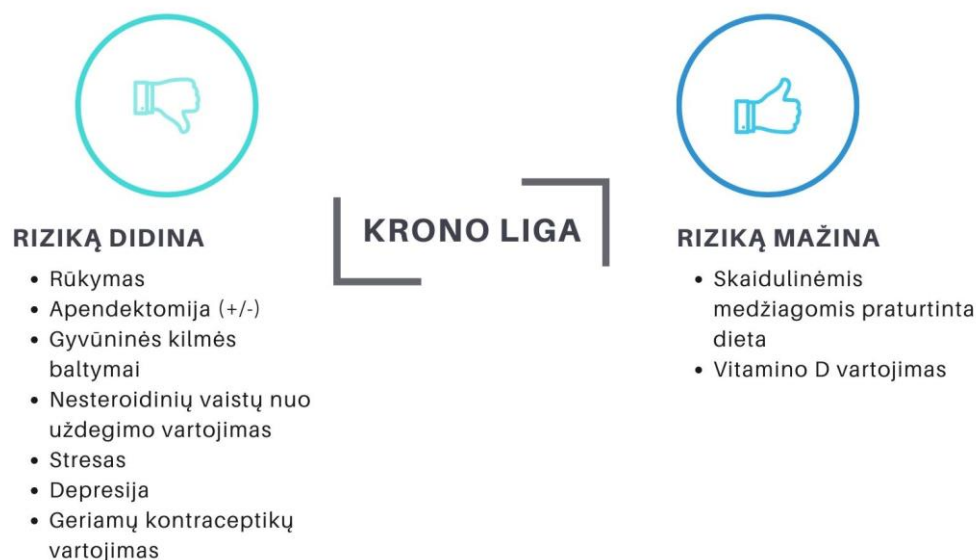 RIZIKĄ DIDINA
• Rūkymas
• Apendektomija (+/-)
• Gyvūninės kilmės
baltymai
• Nesteroidinių vaistų nuo
uždegimo vartojimas
• Stresas
• Depresija
• Geriamų kontraceptikų
vartojimas
KRONO LIGA
RIZIKĄ MAŽINA
• Skaidulinėmis
medžiagomis praturtinta
dieta
• Vitamino D vartojimas